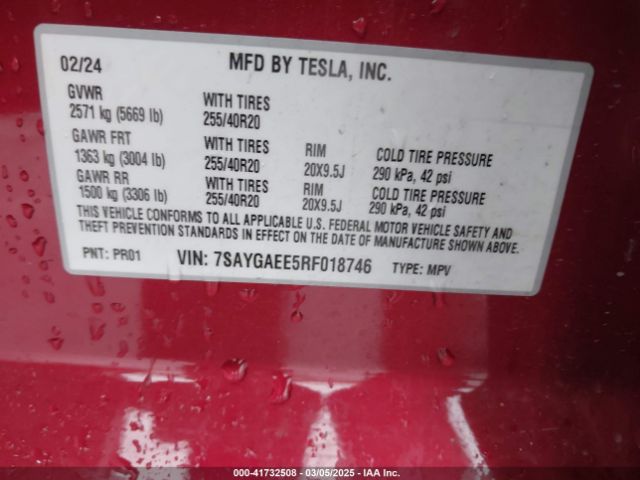 02/24 MFD BY TESLA, INC.
GVWR
2571 kg (5669 lb) WITH TIRES 255/40R20
GAWR FRT
1363 kg (3004 lb) WITH TIRES 255/40R20 RIM 20X9.5J COLD TIRE PRESSURE 290 kPa, 42 psi
GAWR RR
1500 kg (3306 lb) WITH TIRES 255/40R20 RIM 20X9.5J COLD TIRE PRESSURE 290 kPa, 42 psi
THIS VEHICLE CONFORMS TO ALL APPLICABLE U.S. FEDERAL MOTOR VEHICLE SAFETY AND
THEFT PREVENTION STANDARDS IN EFFECT ON THE DATE OF MANUFACTURE SHOWN ABOVE.
PNT: PR01 VIN: 7SAYGAEE5RF018746 TYPE: MPV
000-41732508 - 03/05/2025 - IAA Inc.